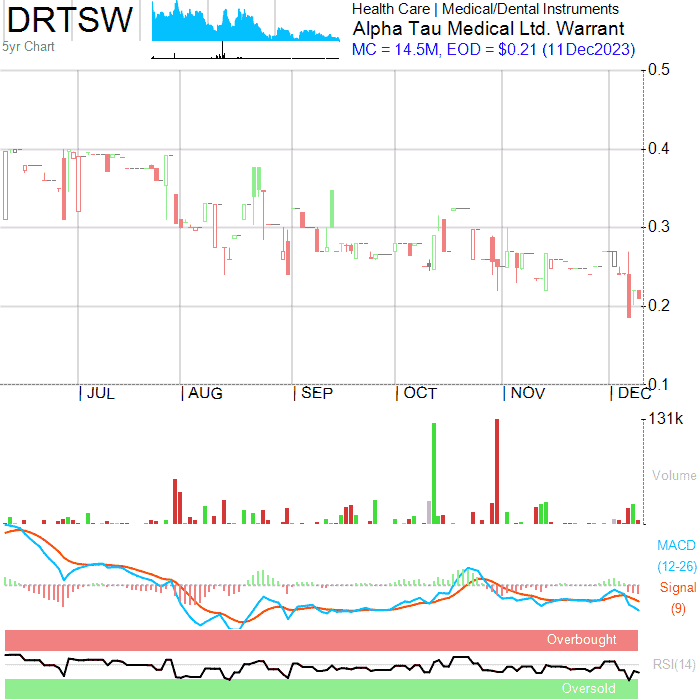 DRTSW
5yr Chart
Health Care | Medical/Dental Instruments
Alpha Tau Medical Ltd. Warrant
MC = 14.5M, EOD = $0.21 (11Dec2023)
0.5
0.4
0.3
0.2
0.1
| JUL | AUG | SEP | OCT | NOV | DEC
131k
Volume
MACD
(12-26)
Signal
(9)
Overbought
RSI(14)
Oversold